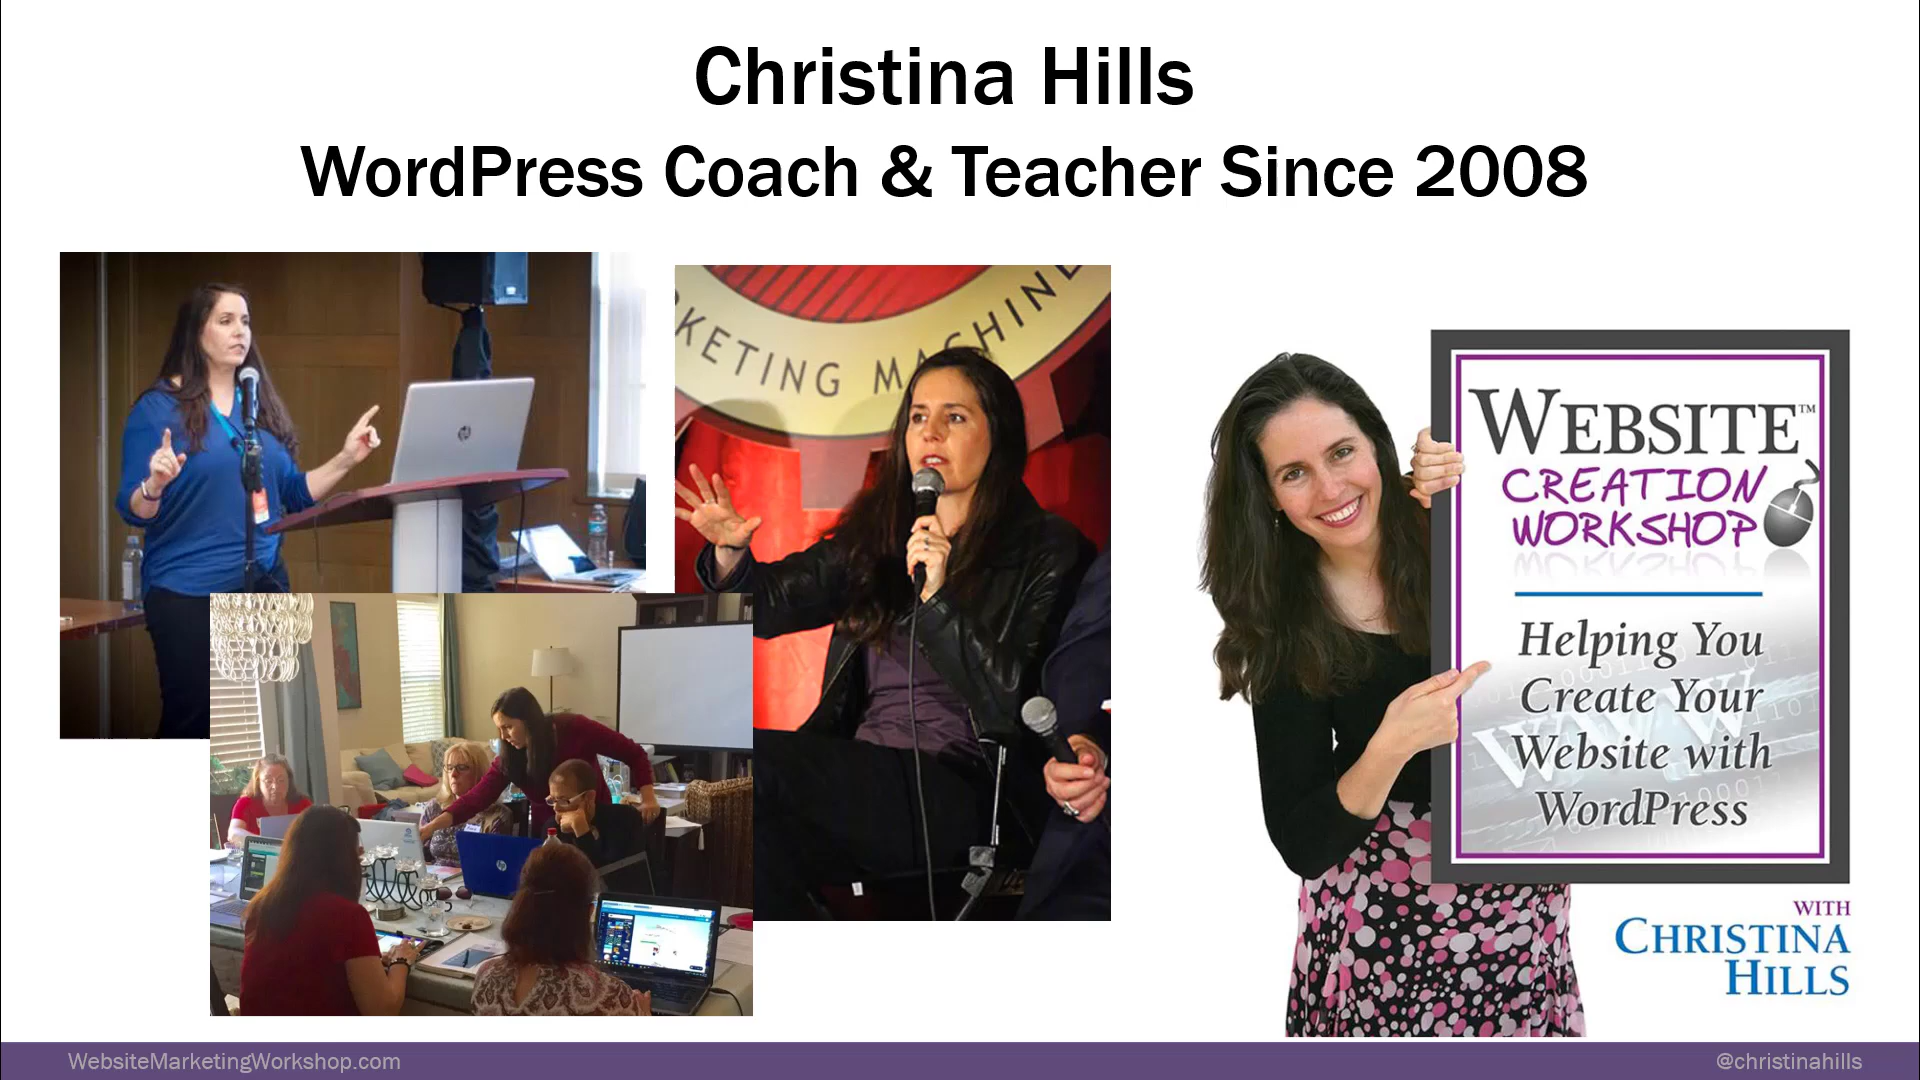 Christina Hills
WordPress Coach & Teacher Since 2008
RKETING MACHINE
WEBSITE™
CREATION
WORKSHOP
Helping You
Create Your
Website with
WordPress
WITH
CHRISTINA
HILLS
WebsiteMarketingWorkshop.com
@christinahills